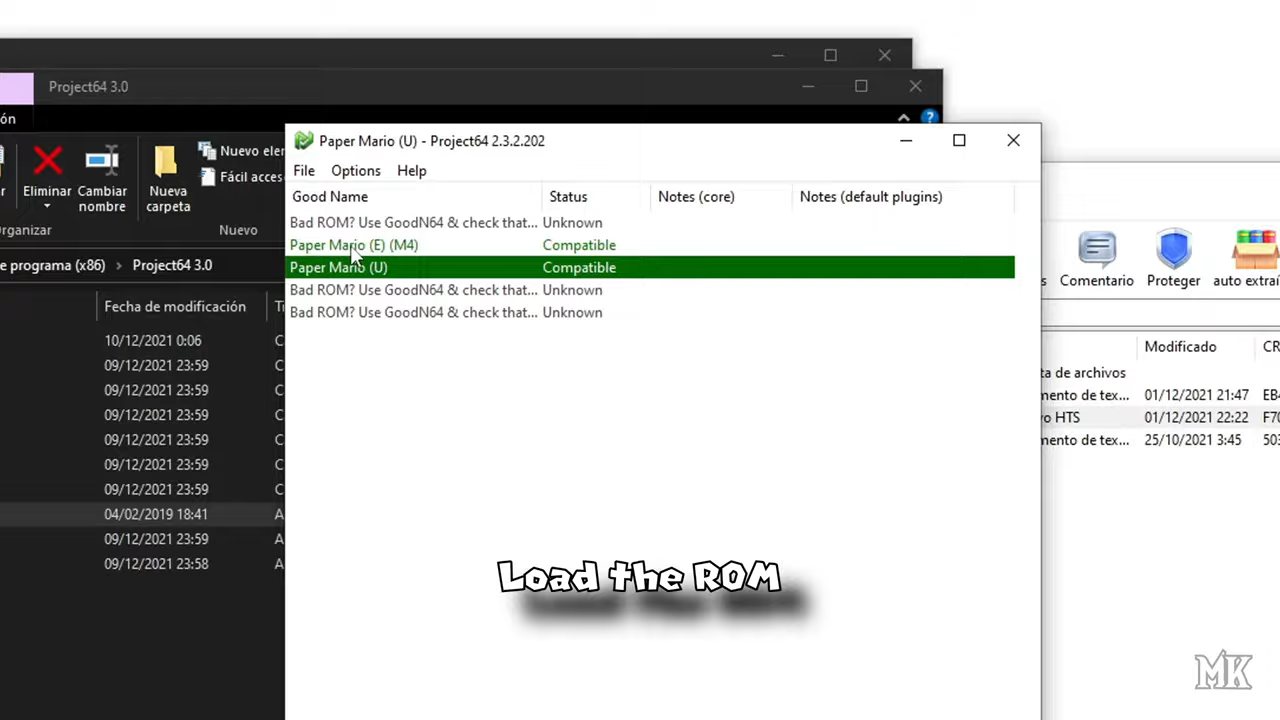 Project64 3.0
ón
Eliminar
Cambiar nombre
Nueva carpeta
Nuevo ele
Fácil acces
rganizar
Nuevo
e programa (x86) > Project64 3.0
Fecha de modificación
10/12/2021 0:06
09/12/2021 23:59
09/12/2021 23:59
09/12/2021 23:59
09/12/2021 23:59
09/12/2021 23:59
09/12/2021 23:59
04/02/2019 18:41
09/12/2021 23:59
09/12/2021 23:58
Paper Mario (U) - Project64 2.3.2.202
File Options Help
Good Name Status Notes (core) Notes (default plugins)
Bad ROM? Use GoodN64 & check that... Unknown
Paper Mario (E) (M4) Compatible
Paper Mario (U) Compatible
Bad ROM? Use GoodN64 & check that... Unknown
Bad ROM? Use GoodN64 & check that... Unknown
s Comentario Proteger auto extraí
Modificado CR
ta de archivos
mento de tex... 01/12/2021 21:47 EB4
vo HTS 01/12/2021 22:22 F70
mento de tex... 25/10/2021 3:45 503
Load the ROM
MK